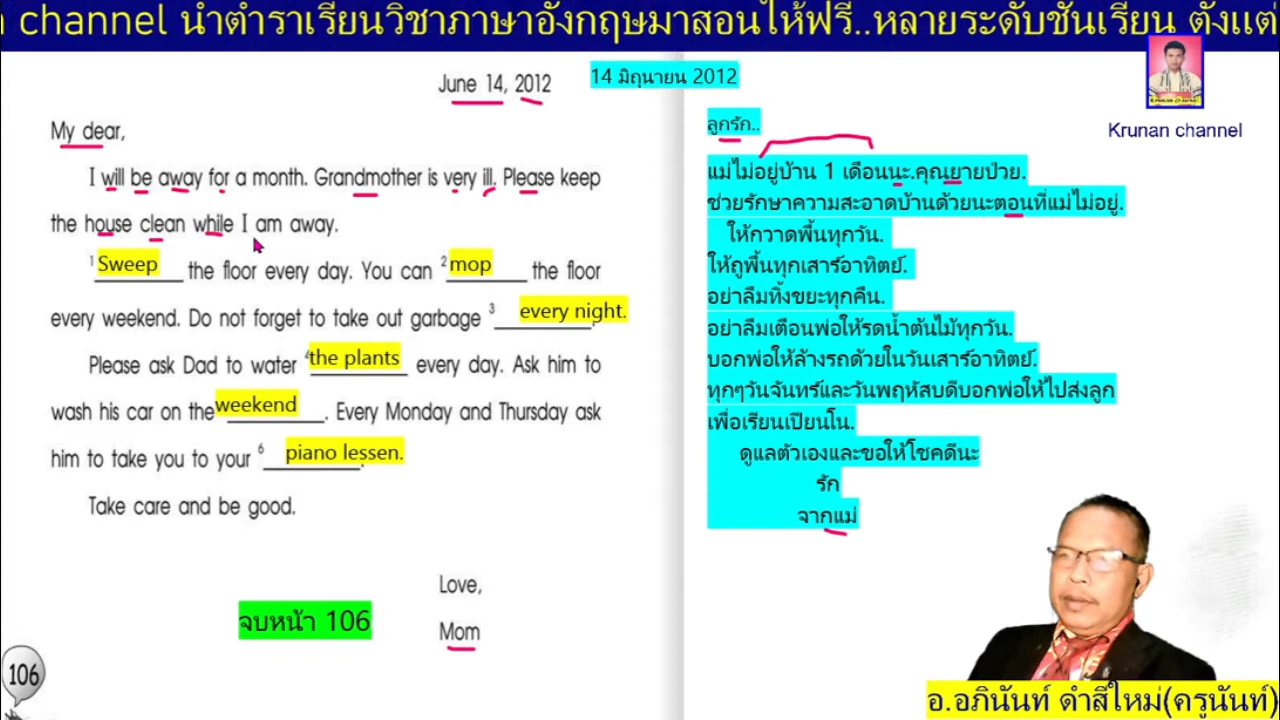 channel นำตำราเรียนวิชาภาษาอังกฤษมาสอนให้ฟรี..หลายระดับชั้นเรียน ตั้งแต่
June 14, 2012
14 มิถุนายน 2012
Krunan channel
My dear,
I will be away for a month. Grandmother is very ill. Please keep
the house clean while I am away.
1 Sweep the floor every day. You can 2 mop the floor
every weekend. Do not forget to take out garbage 3 every night.
Please ask Dad to water 4 the plants every day. Ask him to
wash his car on the weekend. Every Monday and Thursday ask
him to take you to your 6 piano lessen.
Take care and be good.
Love,
Mom
จบหน้า 106
106
ลูกรัก..
แม่ไม่อยู่บ้าน 1 เดือนนะ.คุณยายป่วย.
ช่วยรักษาความสะอาดบ้านด้วยนะตอนที่แม่ไม่อยู่.
ให้กวาดพื้นทุกวัน.
ให้ถูพื้นทุกเสาร์อาทิตย์.
อย่าลืมทิ้งขยะทุกคืน.
อย่าลืมเตือนพ่อให้รดน้ำต้นไม้ทุกวัน.
บอกพ่อให้ล้างรถด้วยในวันเสาร์อาทิตย์.
ทุกๆวันจันทร์และวันพฤหัสบดีบอกพ่อให้ไปส่งลูก
เพื่อเรียนเปียนโน.
ดูแลตัวเองและขอให้โชคดีนะ
รัก
จากแม่
อ.อภินันท์ ดำสีใหม่(ครูนันท์)